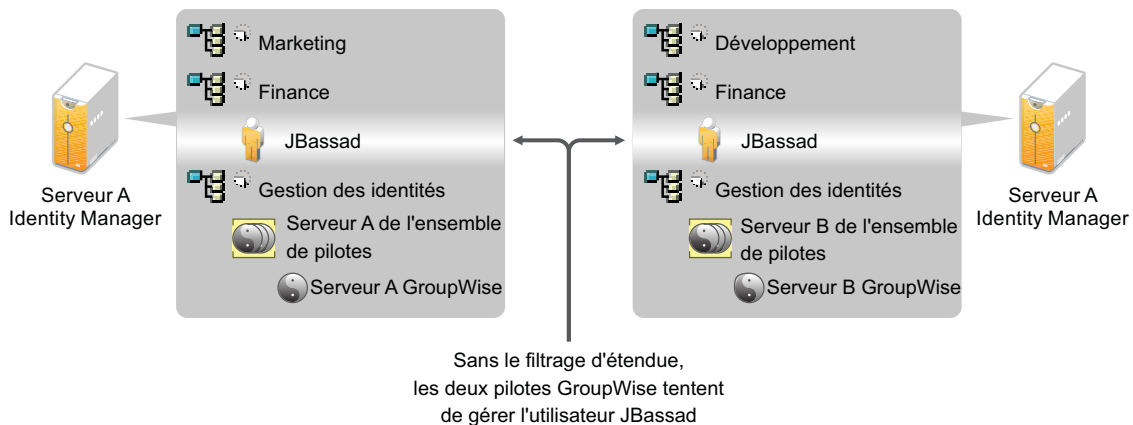 Marketing
Finance
JBassad
Gestion des identités
Serveur A de l'ensemble
de pilotes
Serveur A GroupWise
Serveur A
Identity Manager
Développement
Finance
JBassad
Gestion des identités
Serveur B de l'ensemble
de pilotes
Serveur B GroupWise
Serveur A
Identity Manager
Sans le filtrage d'étendue,
les deux pilotes GroupWise tentent
de gérer l'utilisateur JBassad